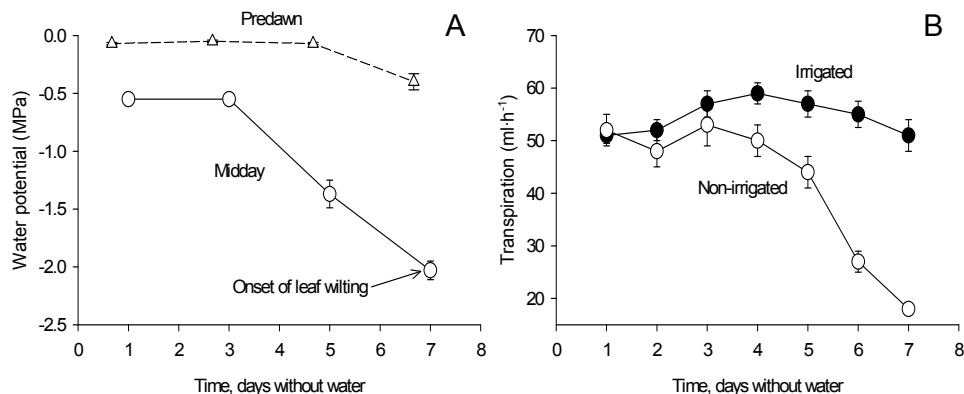 A
Predawn
Midday
Onset of leaf wilting
Water potential (MPa)
0.0
-0.5
-1.0
-1.5
-2.0
-2.5
0 1 2 3 4 5 6 7 8
Time, days without water
B
Irrigated
Non-irrigated
Transpiration (ml·h⁻¹)
70
60
50
40
30
20
0 1 2 3 4 5 6 7 8
Time, days without water